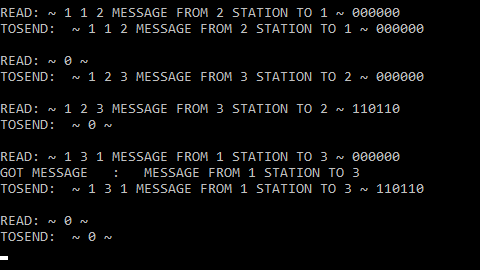 READ: ~ 1 1 2 MESSAGE FROM 2 STATION TO 1 ~ 000000
TOSEND:  ~ 1 1 2 MESSAGE FROM 2 STATION TO 1 ~ 000000
READ: ~ 0 ~
TOSEND:  ~ 1 2 3 MESSAGE FROM 3 STATION TO 2 ~ 000000
READ: ~ 1 2 3 MESSAGE FROM 3 STATION TO 2 ~ 110110
TOSEND:  ~ 0 ~
READ: ~ 1 3 1 MESSAGE FROM 1 STATION TO 3 ~ 000000
GOT MESSAGE   :   MESSAGE FROM 1 STATION TO 3
TOSEND:  ~ 1 3 1 MESSAGE FROM 1 STATION TO 3 ~ 110110
READ: ~ 0 ~
TOSEND:  ~ 0 ~